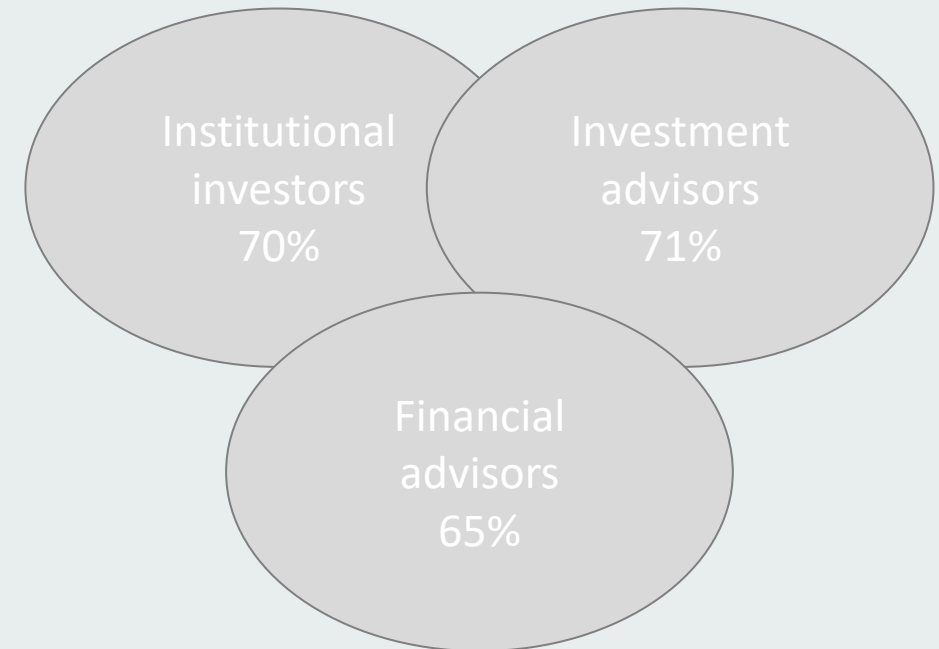 Institutional
investors
70%
Investment
advisors
71%
Financial
advisors
65%